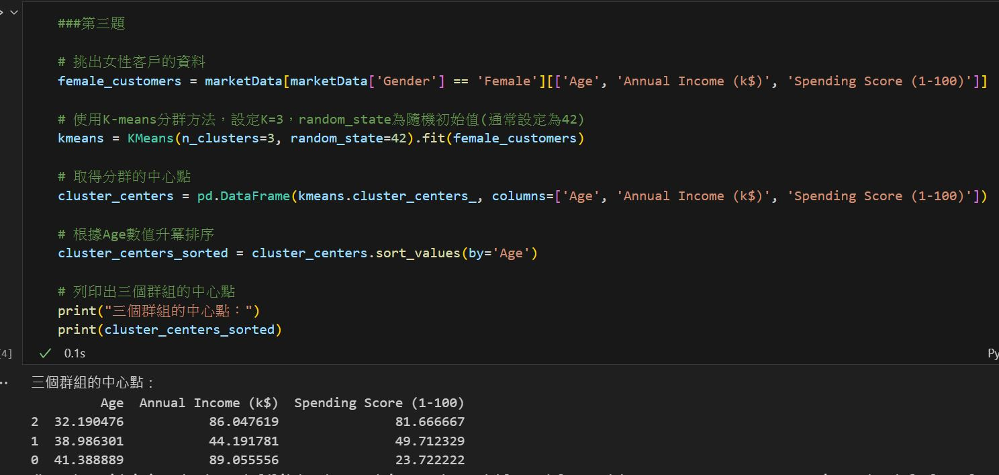 ###第三題
# 挑出女性客戶的資料
female_customers = marketData[marketData['Gender'] == 'Female'][['Age', 'Annual Income (k$)', 'Spending Score (1-100)']]
# 使用K-means分群方法，設定K=3，random_state為隨機初始值(通常設定為42)
kmeans = KMeans(n_clusters=3, random_state=42).fit(female_customers)
# 取得分群的中心點
cluster_centers = pd.DataFrame(kmeans.cluster_centers_, columns=['Age', 'Annual Income (k$)', 'Spending Score (1-100)'])
# 根據Age數值升冪排序
cluster_centers_sorted = cluster_centers.sort_values(by='Age')
# 列印出三個群組的中心點
print("三個群組的中心點：")
print(cluster_centers_sorted)
4]
0.1s
Py
三個群組的中心點：
Age Annual Income (k$) Spending Score (1-100)
2 32.190476 86.047619 81.666667
1 38.986301 44.191781 49.712329
0 41.388889 89.055556 23.722222